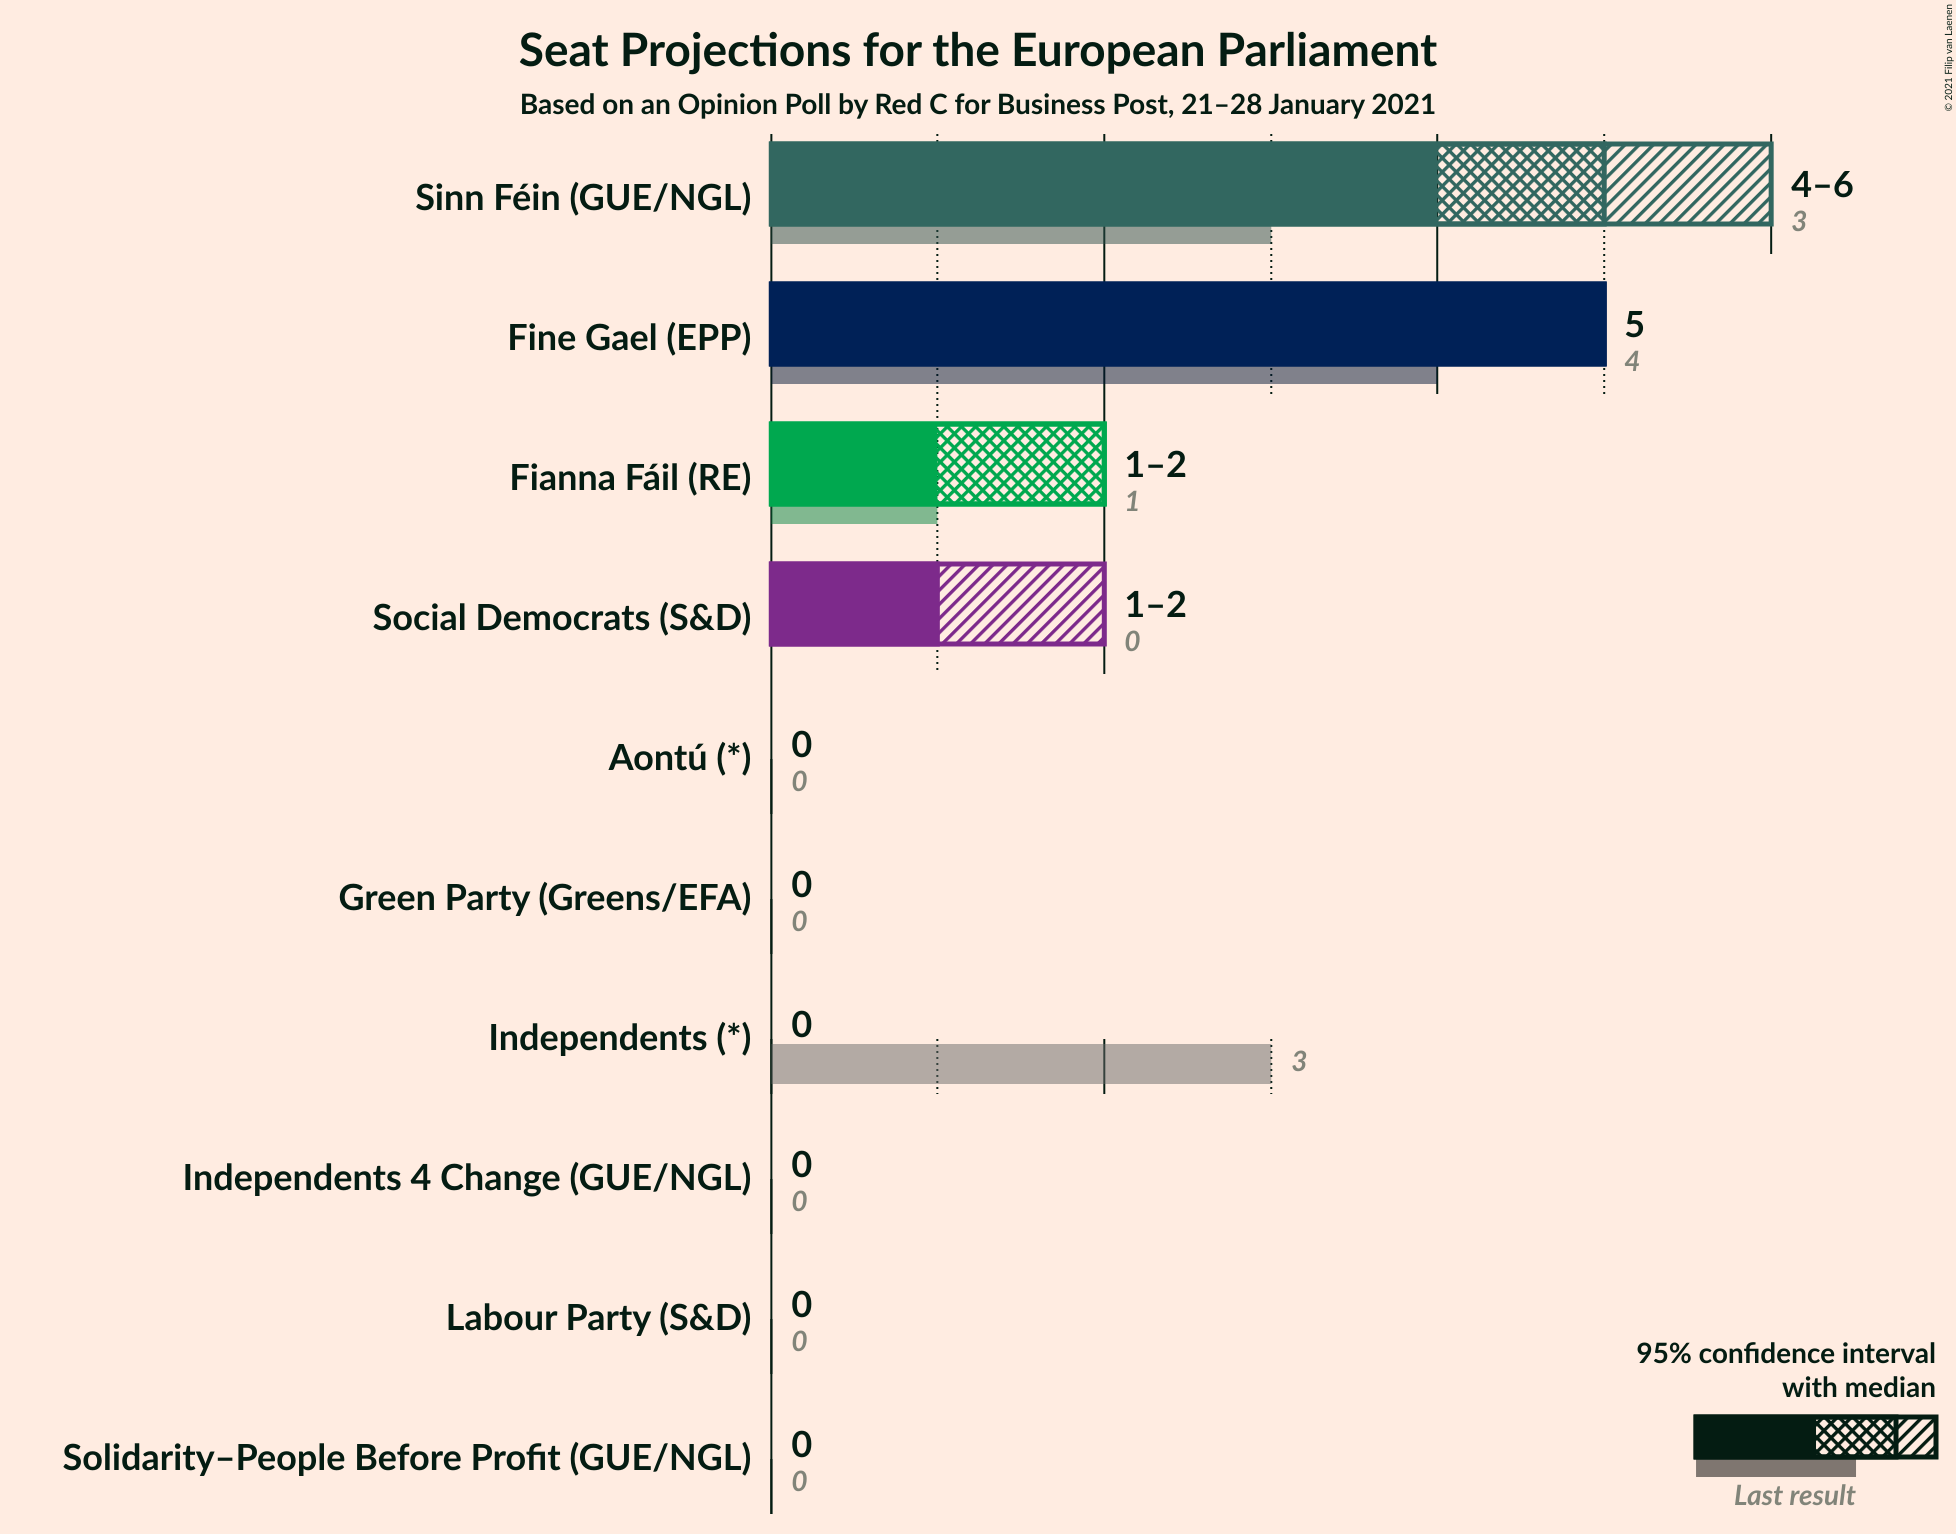 Seat Projections for the European Parliament
Based on an Opinion Poll by Red C for Business Post, 21–28 January 2021
© 2021 Filip van Laenen
Sinn Féin (GUE/NGL)
4–6
3
Fine Gael (EPP)
5
4
Fianna Fáil (RE)
1–2
1
Social Democrats (S&D)
1–2
0
Aontú (*)
0
0
Green Party (Greens/EFA)
0
0
Independents (*)
0
3
Independents 4 Change (GUE/NGL)
0
0
Labour Party (S&D)
0
0
Solidarity–People Before Profit (GUE/NGL)
0
0
95% confidence interval
with median
Last result